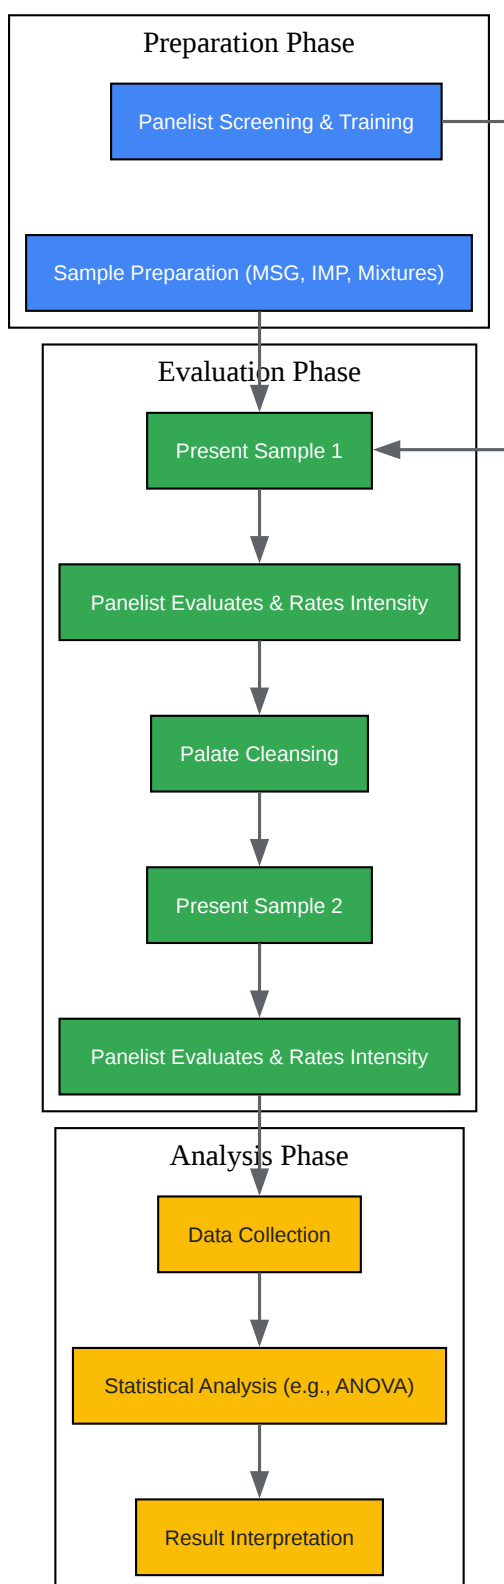 Preparation Phase
Panelist Screening & Training
Sample Preparation (MSG, IMP, Mixtures)
Evaluation Phase
Present Sample 1
Panelist Evaluates & Rates Intensity
Palate Cleansing
Present Sample 2
Panelist Evaluates & Rates Intensity
Analysis Phase
Data Collection
Statistical Analysis (e.g., ANOVA)
Result Interpretation